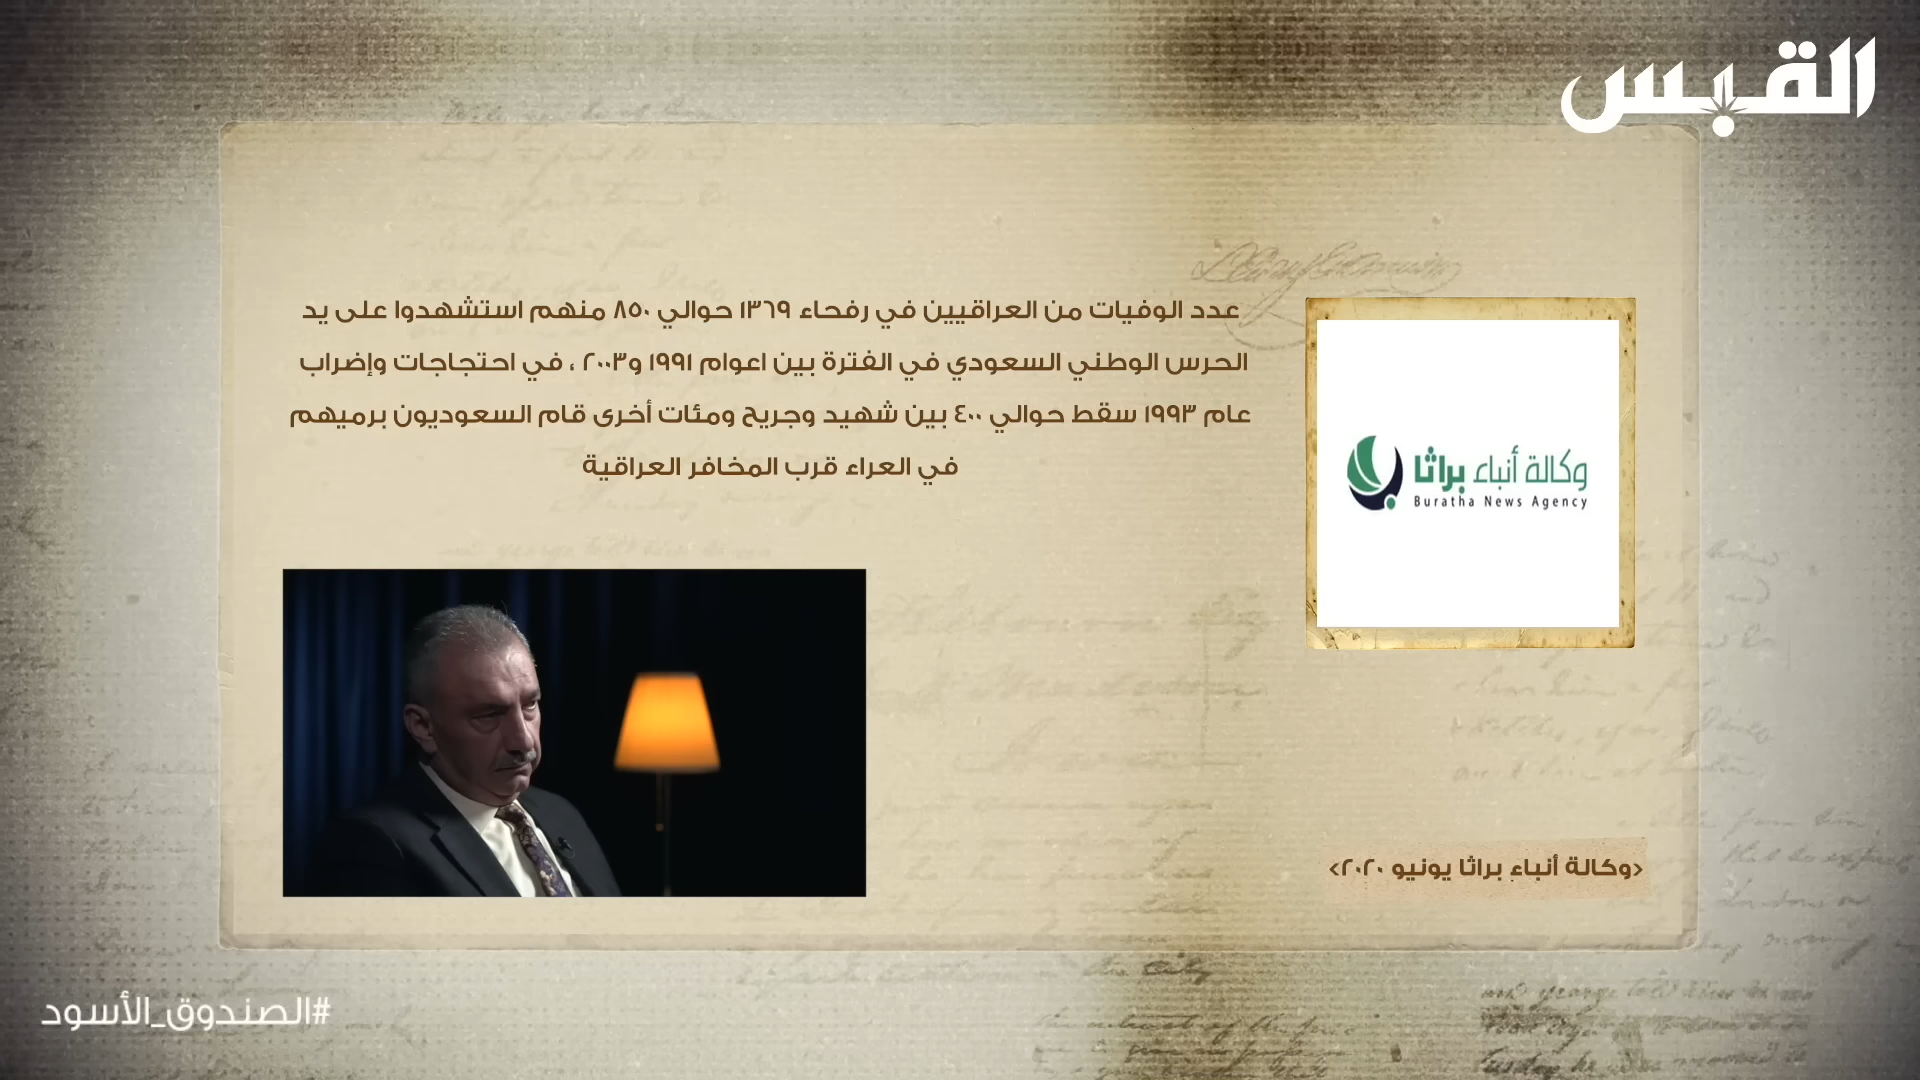 القبس
عدد الوفيات من العراقيين في رفحاء ١٣٦٩ حوالي ٨٥٠ منهم استشهدوا على يد
الحرس الوطني السعودي في الفترة بين اعوام ١٩٩١ و٢٠٠٣ ، في احتجاجات وإضراب
عام ١٩٩٣ سقط حوالي ٤٠٠ بين شهيد وجريح ومئات أخرى قام السعوديون برميهم
في العراء قرب المخافر العراقية
وكالة أنباء براثا
Buratha News Agency
<وكالة أنباء براثا يونيو ٢٠٢٠>
#الصندوق_الأسود